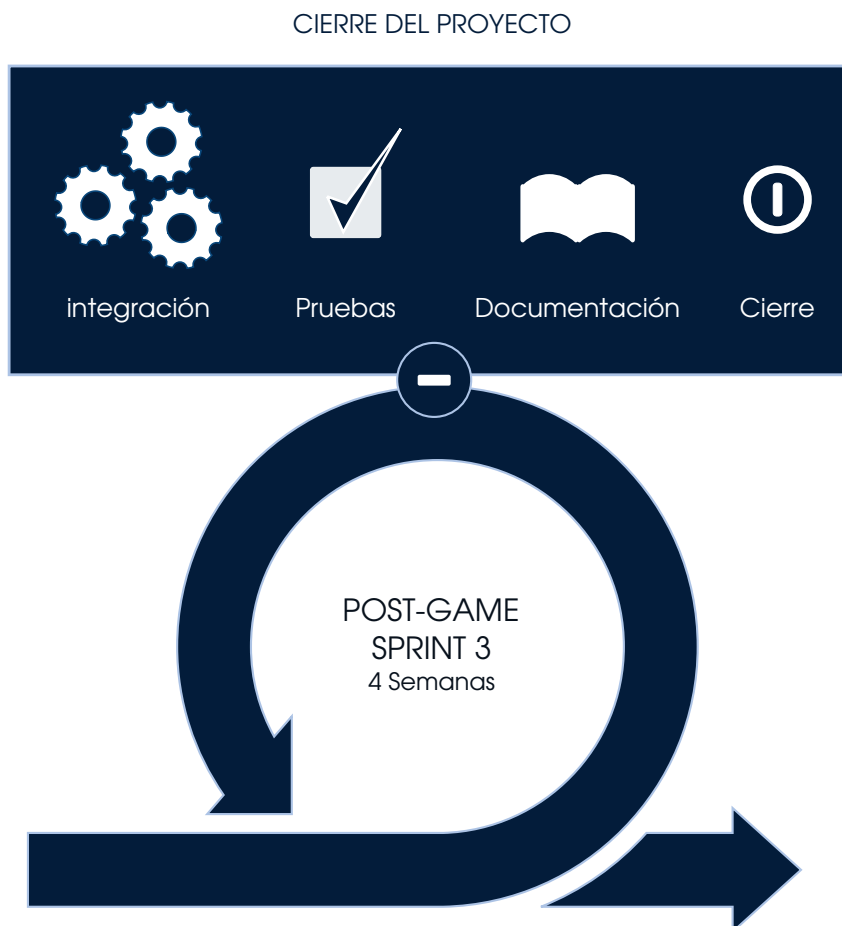 CIERRE DEL PROYECTO
integración Pruebas Documentación Cierre
POST-GAME
SPRINT 3
4 Semanas